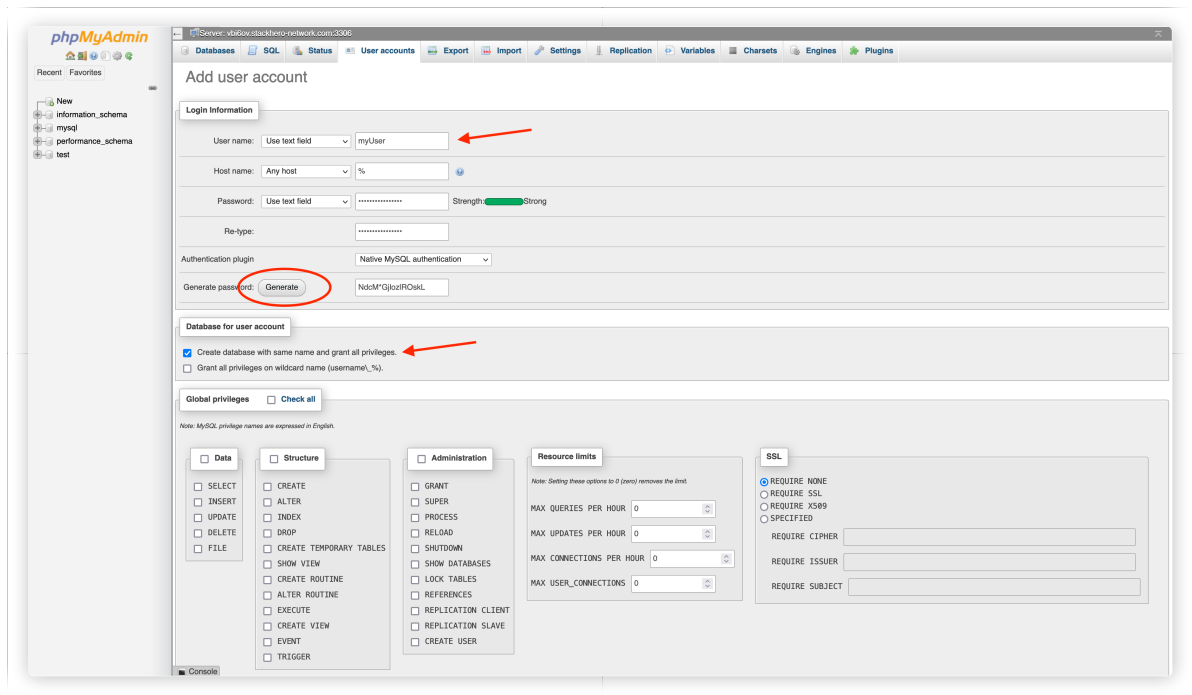 phpMyAdmin
Recent Favorites
New
information_schema
mysql
performance_schema
test
Server: vbi6ov.stackhero-network.com:3306
Databases SQL Status User accounts Export Import Settings Replication Variables Charsets Engines Plugins
Add user account
Login Information
User name: Use text field myUser
Host name: Any host %
Password: Use text field •••••••••••••••• Strength: Strong
Re-type: ••••••••••••••••
Authentication plugin Native MySQL authentication
Generate password: Generate
Database for user account
Create database with same name and grant all privileges.
Grant all privileges on wildcard name (username\_%).
Global privileges Check all
Note: MySQL privilege names are expressed in English.
Data
SELECT
INSERT
UPDATE
DELETE
FILE
Structure
CREATE
ALTER
INDEX
DROP
CREATE TEMPORARY TABLES
SHOW VIEW
CREATE ROUTINE
ALTER ROUTINE
EXECUTE
CREATE VIEW
EVENT
TRIGGER
Administration
GRANT
SUPER
PROCESS
RELOAD
SHUTDOWN
SHOW DATABASES
LOCK TABLES
REFERENCES
REPLICATION CLIENT
REPLICATION SLAVE
CREATE USER
Resource limits
Note: Setting these options to 0 (zero) removes the limit.
MAX QUERIES PER HOUR 0
MAX UPDATES PER HOUR 0
MAX CONNECTIONS PER HOUR 0
MAX USER_CONNECTIONS 0
SSL
REQUIRE NONE
REQUIRE SSL
REQUIRE X509
SPECIFIED
REQUIRE CIPHER
REQUIRE ISSUER
REQUIRE SUBJECT
Console